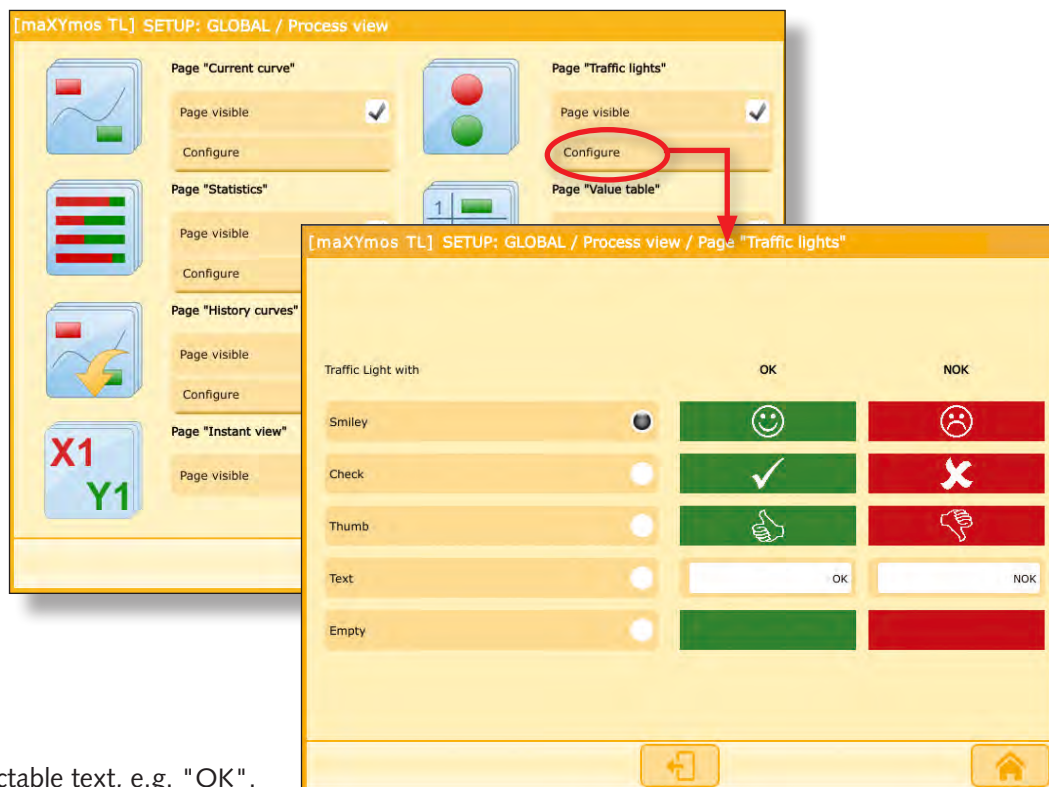 [maXYmos TL] SETUP: GLOBAL / Process view
Page "Current curve"
Page visible
Configure
Page "Traffic lights"
Page visible
Configure
Page "Statistics"
Page visible
Configure
Page "Value table"
1
Page "History curves"
Page visible
Configure
Page "Instant view"
Page visible
X1
Y1
[maXYmos TL] SETUP: GLOBAL / Process view / Page "Traffic lights"
Traffic Light with OK NOK
Smiley
Check
Thumb
Text OK NOK
Empty
text, e.g. "OK".